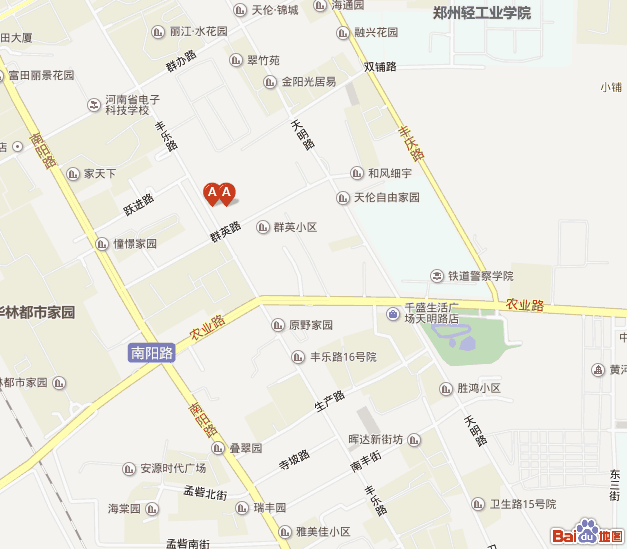 天伦·锦城
海通园
郑州轻工业学院
丽江·水花园
融兴花园
田大厦
群办路
翠竹苑
双铺路
富田丽景花园
金阳光居易
小铺
河南省电子
科技学校
丰乐路
天明路
丰庆路
南阳路
店
家天下
和风细宇
A A
跃进路
天伦自由家园
群英路
群英小区
憧憬家园
铁道警察学院
农业路
千盛生活广
场天明路店
华林都市家园
农业路
原野家园
中
南阳路
丰乐路16号院
黄河
林都市家园
胜鸿小区
生产路
南阳路
天明路
晖达新街坊
叠翠园
寺坡路
南丰街
安源时代广场
东三街
孟砦北街
丰乐路
海棠园
瑞丰园
卫生路15号院
雅美佳小区
孟砦南街
卫
Bai du 地图